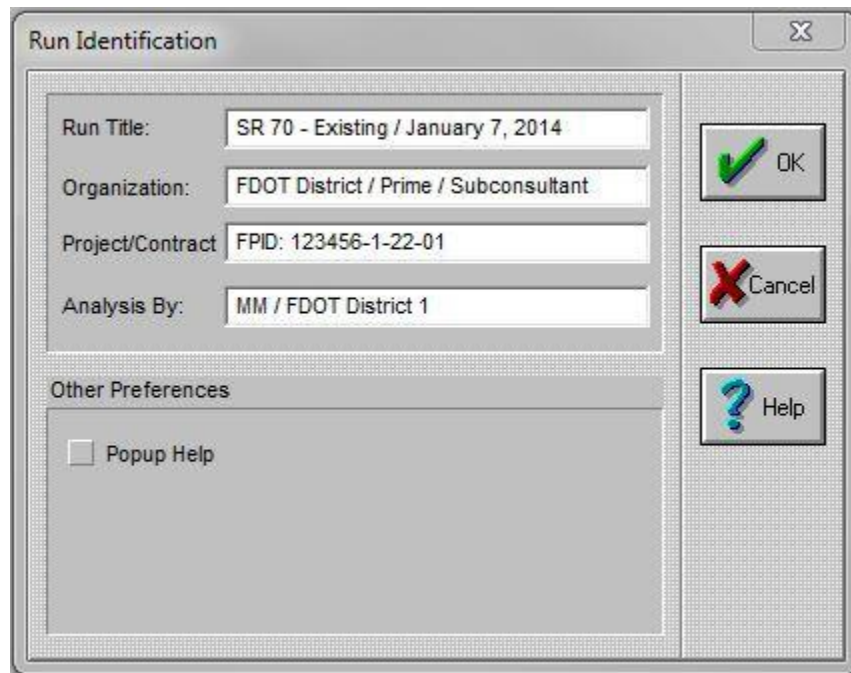 Run Identification
Run Title: SR 70 - Existing / January 7, 2014
Organization: FDOT District / Prime / Subconsultant
Project/Contract FPID: 123456-1-22-01
Analysis By: MM / FDOT District 1
OK
Cancel
Help
Other Preferences
Popup Help